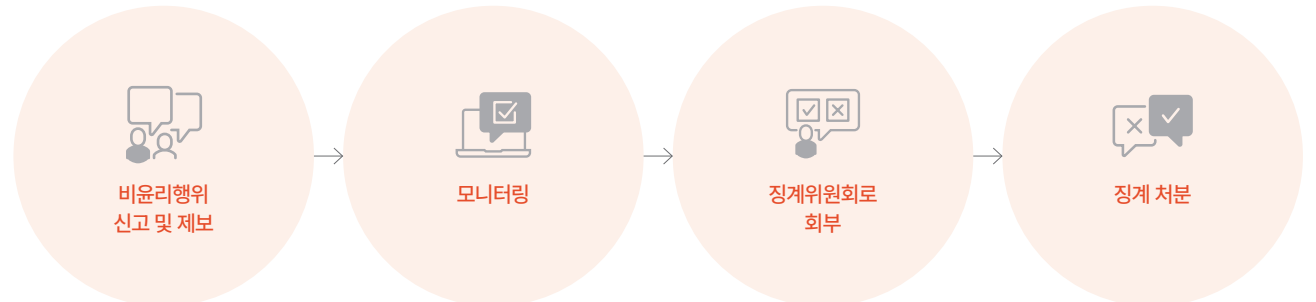 비윤리행위
신고 및 제보
모니터링
징계위원회로
회부
징계 처분